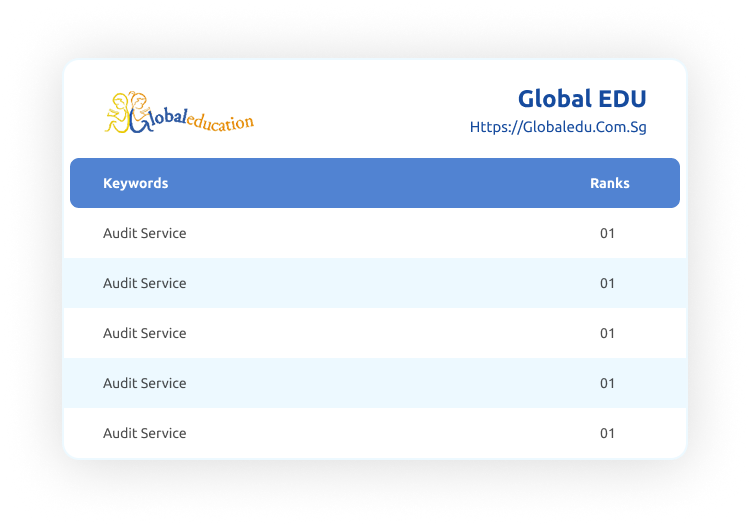 Globaleducation
Global EDU
Https://Globaledu.Com.Sg
Keywords Ranks
Audit Service 01
Audit Service 01
Audit Service 01
Audit Service 01
Audit Service 01